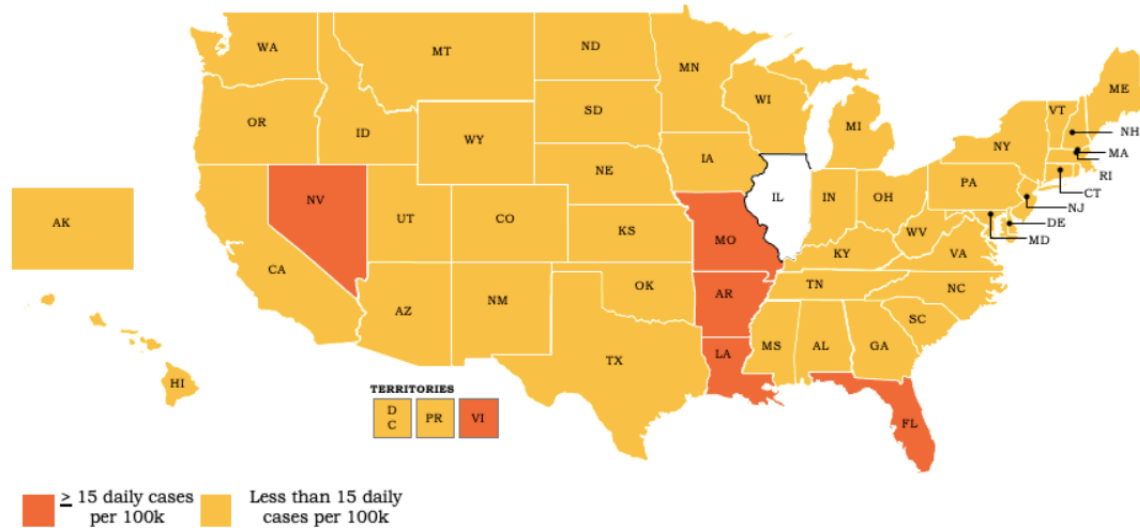 WA
MT
ND
MN
ME
OR
ID
WY
SD
WI
MI
VT
NH
NY
MA
RI
CT
NJ
DE
MD
NV
UT
CO
NE
IA
IL
IN
OH
PA
AK
CA
KS
MO
KY
WV
VA
AZ
NM
OK
AR
TN
NC
SC
TX
LA
MS
AL
GA
HI
FL
TERRITORIES
D
C
PR
VI
≥ 15 daily cases
per 100k
Less than 15 daily
cases per 100k